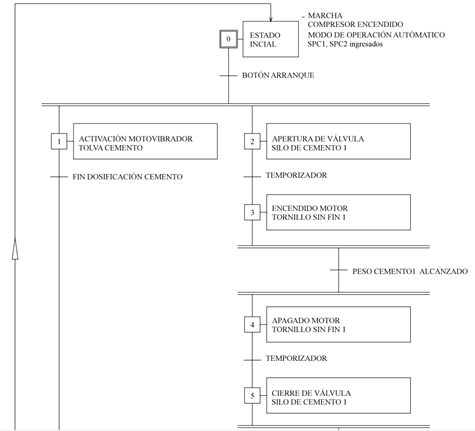 - MARCHA
COMPRESOR ENCENDIDO
MODO DE OPERACIÓN AUTÓMATICO
SPC1, SPC2 ingresados
0
ESTADO
INCIAL
BOTÓN ARRANQUE
1
ACTIVACIÓN MOTOVIBRADOR
TOLVA CEMENTO
2
APERTURA DE VÁLVULA
SILO DE CEMENTO 1
FIN DOSIFICACIÓN CEMENTO
TEMPORIZADOR
3
ENCENDIDO MOTOR
TORNILLO SIN FIN 1
PESO CEMENTO1 ALCANZADO
4
APAGADO MOTOR
TORNILLO SIN FIN 1
TEMPORIZADOR
5
CIERRE DE VÁLVULA
SILO DE CEMENTO 1